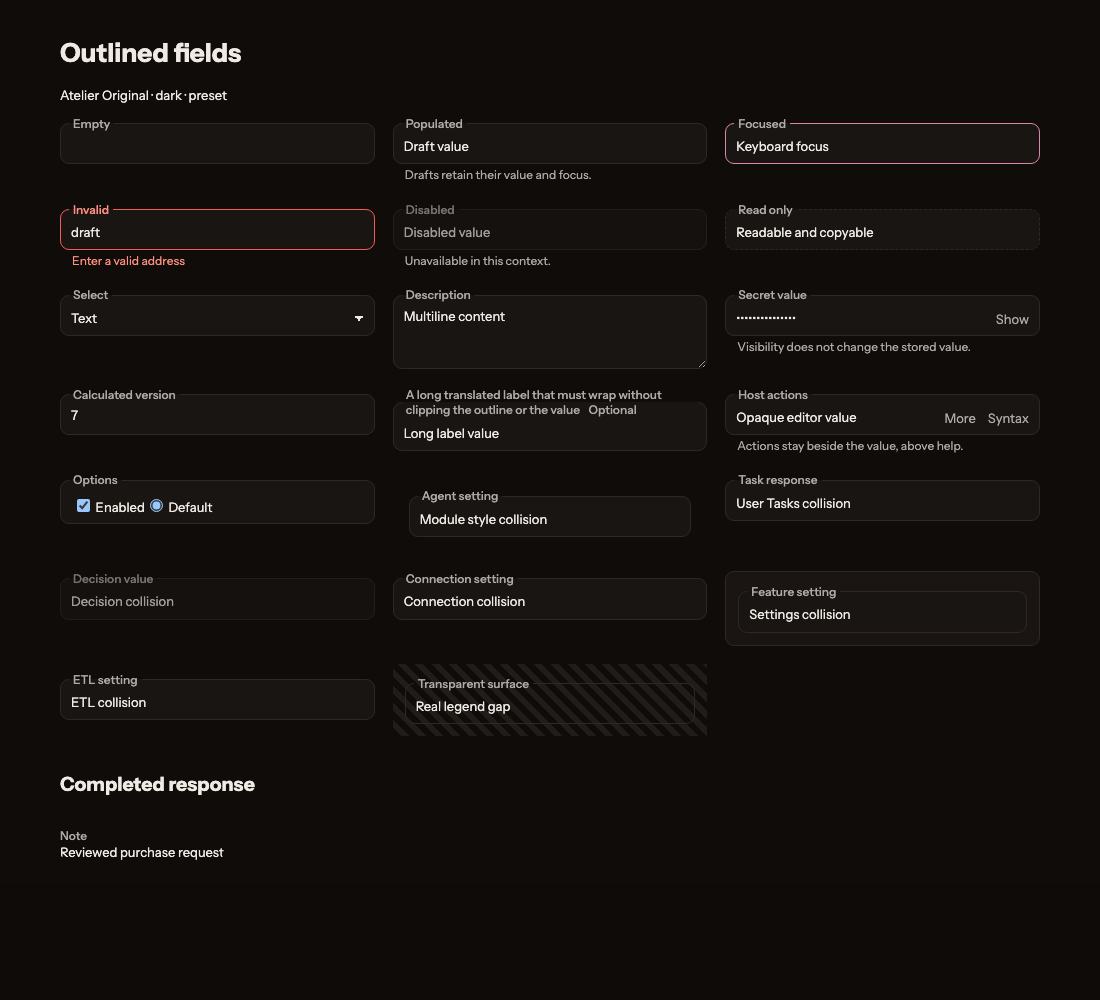 Outlined fields
Atelier Original · dark · preset
Empty
Populated
Draft value
Drafts retain their value and focus.
Focused
Keyboard focus
Invalid
draft
Enter a valid address
Disabled
Disabled value
Unavailable in this context.
Read only
Readable and copyable
Select
Text
Description
Multiline content
Secret value
•••••••••••••••
Show
Visibility does not change the stored value.
Calculated version
7
A long translated label that must wrap without
clipping the outline or the value Optional
Long label value
Host actions
Opaque editor value More Syntax
Actions stay beside the value, above help.
Options
Enabled Default
Agent setting
Module style collision
Task response
User Tasks collision
Decision value
Decision collision
Connection setting
Connection collision
Feature setting
Settings collision
ETL setting
ETL collision
Transparent surface
Real legend gap
Completed response
Note
Reviewed purchase request